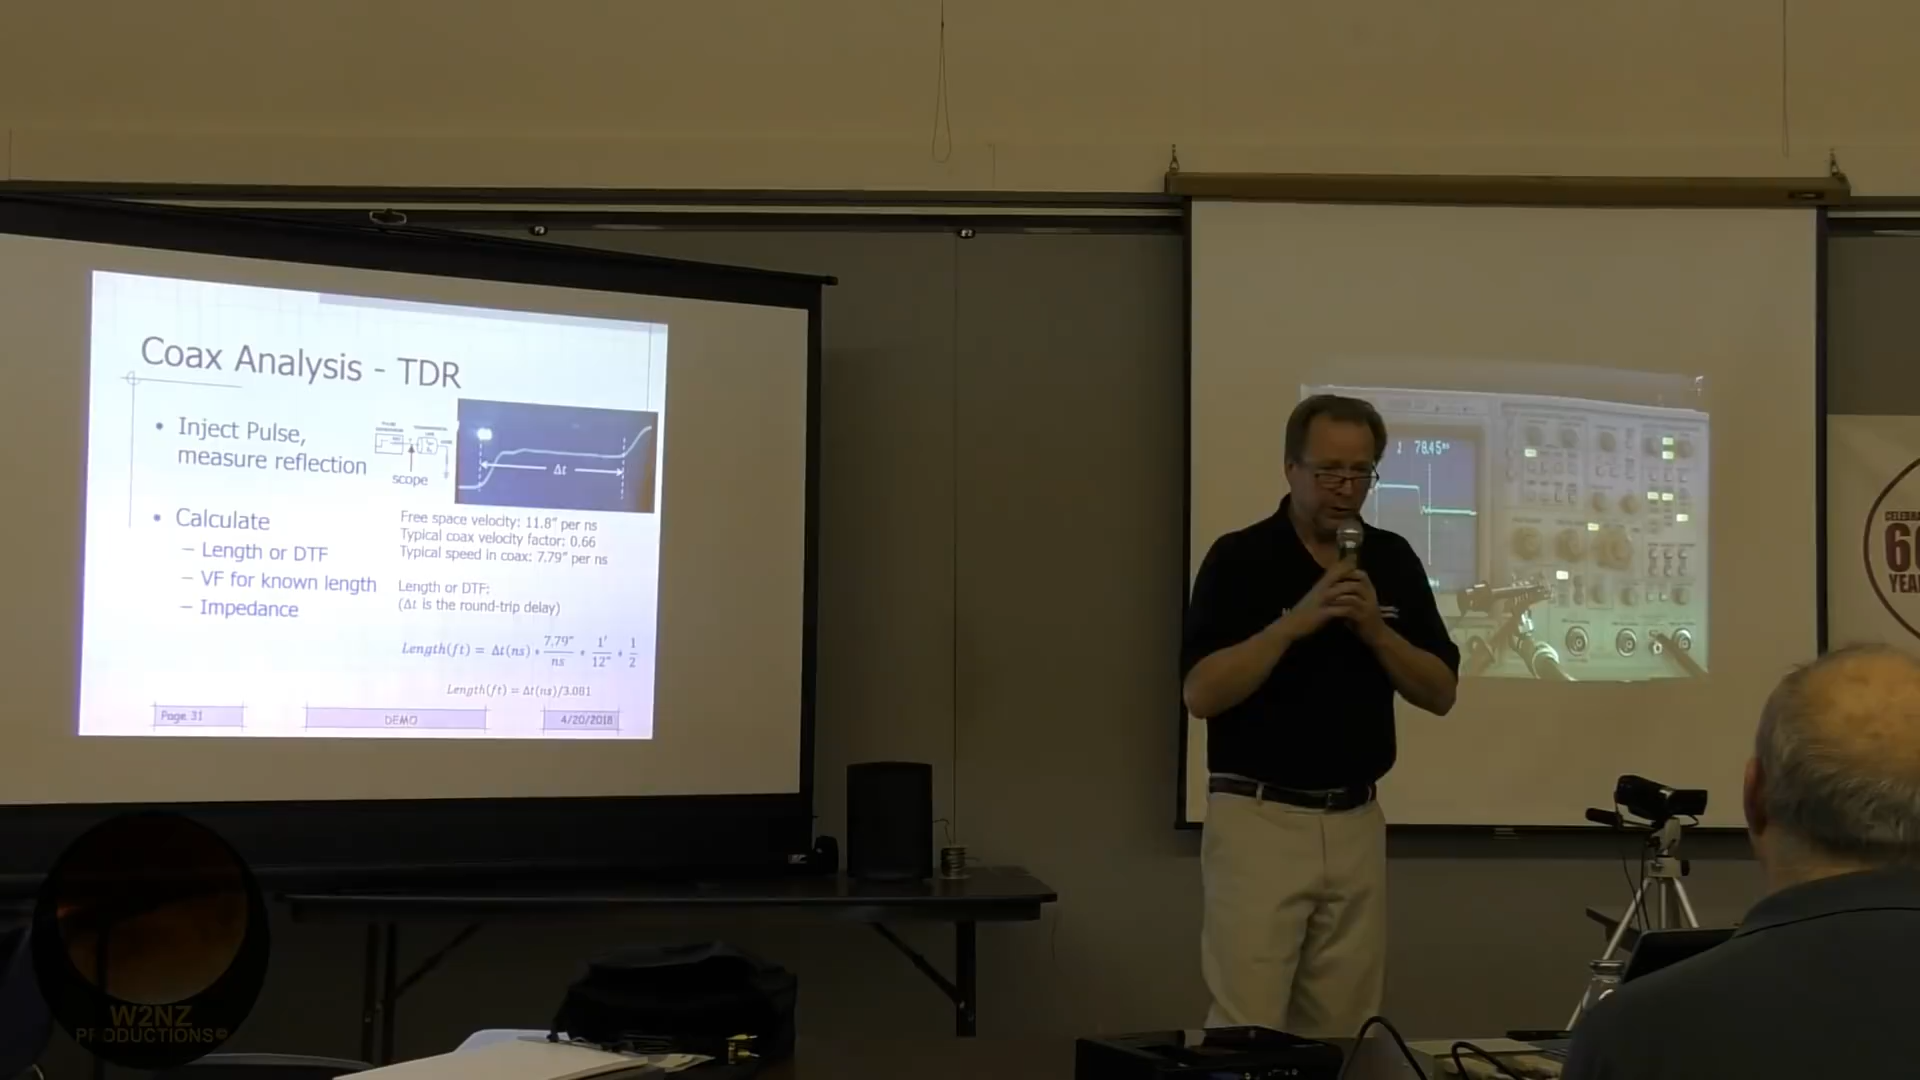 Coax Analysis - TDR
• Inject Pulse,
measure reflection
scope
Δt
• Calculate
– Length or DTF
– VF for known length
– Impedance
Free space velocity: 11.8" per ns
Typical coax velocity factor: 0.66
Typical speed in coax: 7.79" per ns
Length or DTF:
(Δt is the round-trip delay)
Length(ft) = Δt(ns) * 7.79"/ns * 1'/12" * 1/2
Length(ft) = Δt(ns)/3.081
Page 31
DEMO
4/20/2018
78.45ns
60
YEA
W2NZ
PRODUCTIONS©